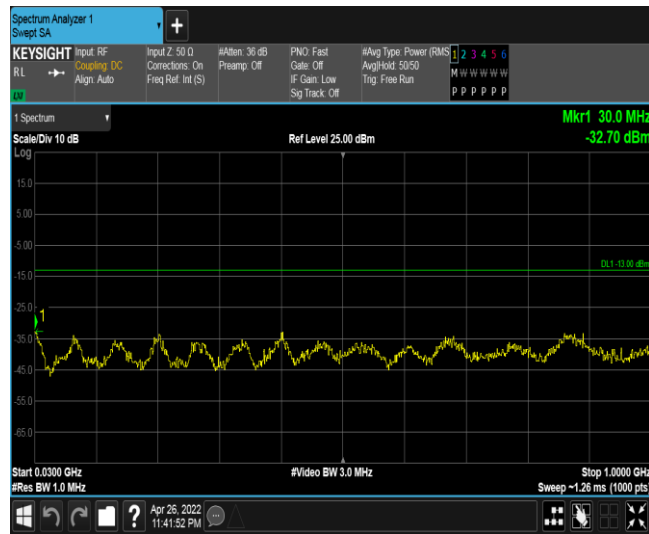 Spectrum Analyzer 1
Swept SA
+
KEYSIGHT
RL
Input: RF
Coupling: DC
Align: Auto
Input Z: 50 Ω
Corrections: On
Freq Ref: Int (S)
#Atten: 36 dB
Preamp: Off
PNO: Fast
Gate: Off
IF Gain: Low
Sig Track: Off
#Avg Type: Power (RMS
Avg|Hold: 50/50
Trig: Free Run
1 2 3 4 5 6
M W W W W W
P P P P P P
1 Spectrum
Scale/Div 10 dB
Ref Level 25.00 dBm
Mkr1 30.0 MHz
-32.70 dBm
Log
15.0
5.00
-5.00
DL1 -13.00 dBm
-15.0
-25.0
1
-35.0
-45.0
-55.0
-65.0
Start 0.0300 GHz
#Video BW 3.0 MHz
Stop 1.0000 GHz
#Res BW 1.0 MHz
Sweep ~1.26 ms (1000 pts
?
Apr 26, 2022
11:41:52 PM